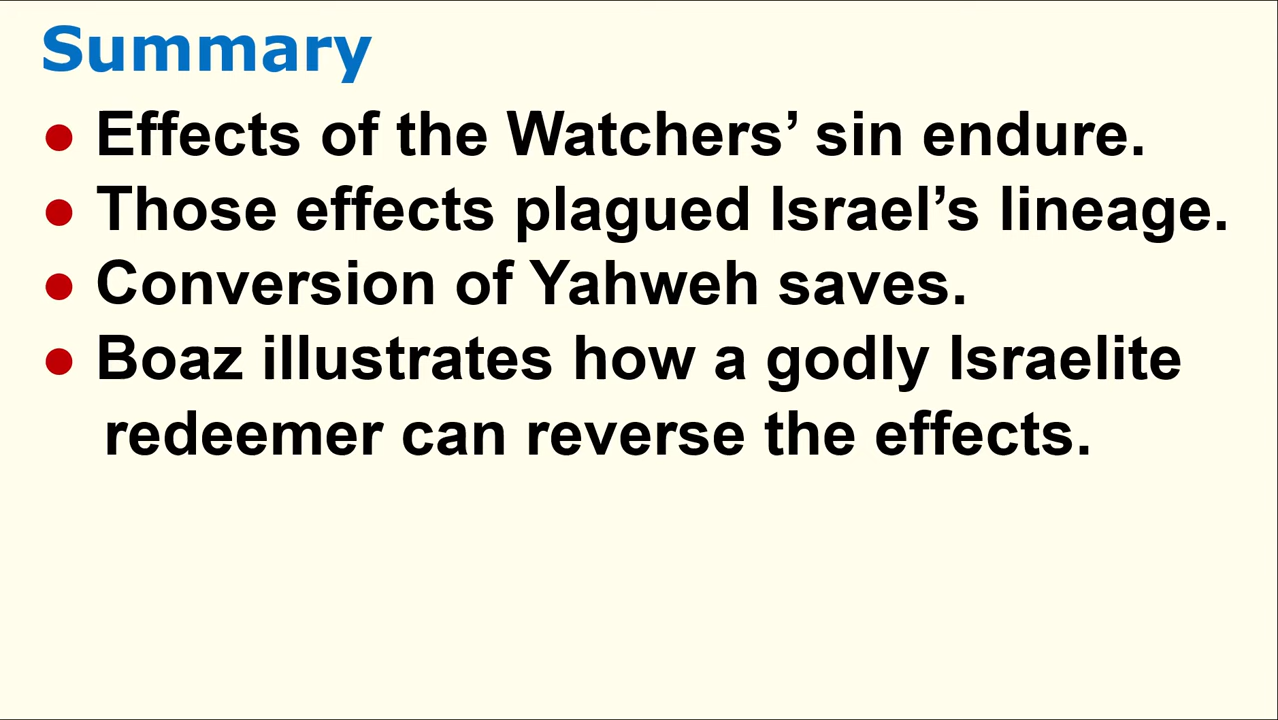 Summary
● Effects of the Watchers’ sin endure.
● Those effects plagued Israel’s lineage.
● Conversion of Yahweh saves.
● Boaz illustrates how a godly Israelite
redeemer can reverse the effects.